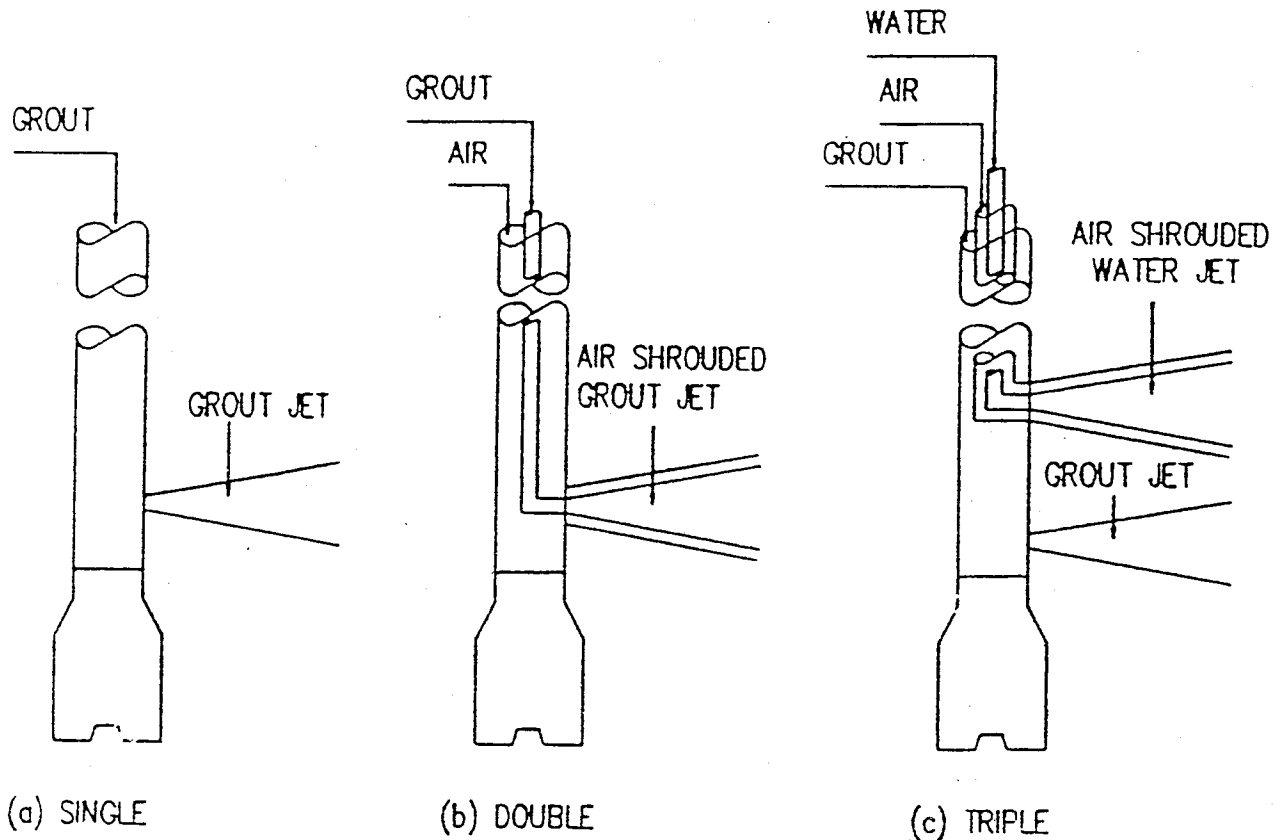 GROUT
GROUT JET
(a) SINGLE
GROUT
AIR
AIR SHROUDED
GROUT JET
(b) DOUBLE
WATER
AIR
GROUT
AIR SHROUDED
WATER JET
GROUT JET
(c) TRIPLE